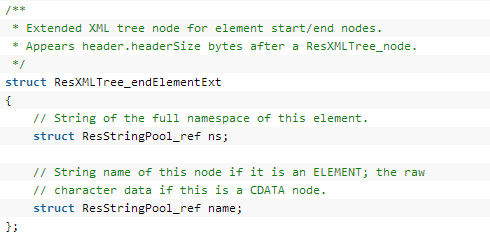 /**
 * Extended XML tree node for element start/end nodes.
 * Appears header.headerSize bytes after a ResXMLTree_node.
 */
struct ResXMLTree_endElementExt
{
    // String of the full namespace of this element.
    struct ResStringPool_ref ns;

    // String name of this node if it is an ELEMENT; the raw
    // character data if this is a CDATA node.
    struct ResStringPool_ref name;
};